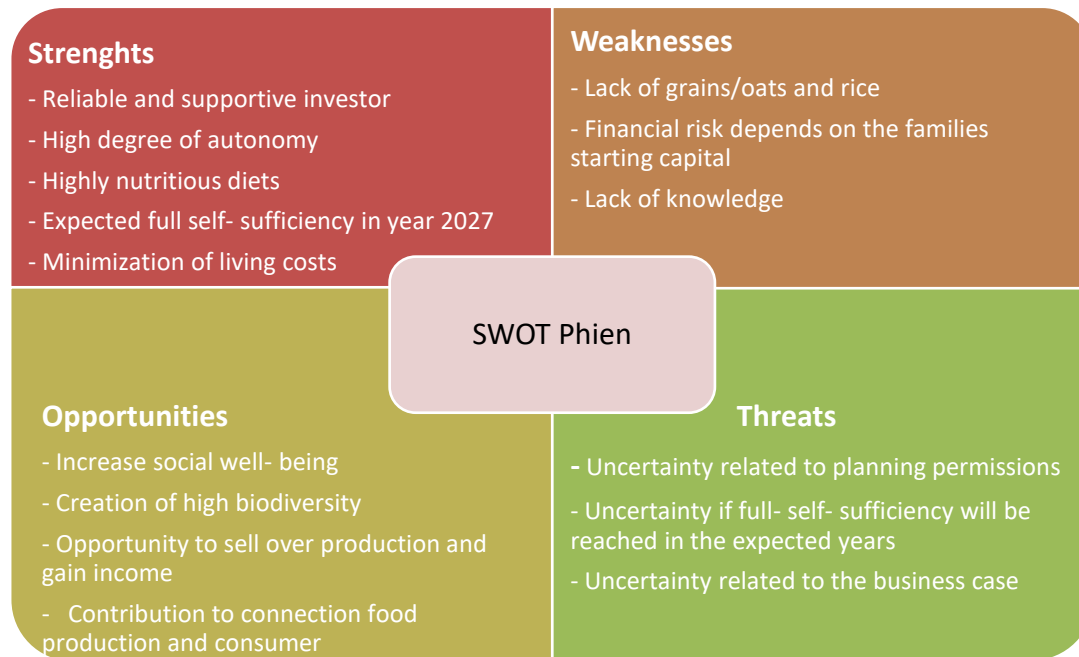 Strenghts
- Reliable and supportive investor
- High degree of autonomy
- Highly nutritious diets
- Expected full self- sufficiency in year 2027
- Minimization of living costs
Weaknesses
- Lack of grains/oats and rice
- Financial risk depends on the families
starting capital
- Lack of knowledge
SWOT Phien
Opportunities
- Increase social well- being
- Creation of high biodiversity
- Opportunity to sell over production and
gain income
- Contribution to connection food
production and consumer
Threats
- Uncertainty related to planning permissions
- Uncertainty if full- self- sufficiency will be
reached in the expected years
- Uncertainty related to the business case